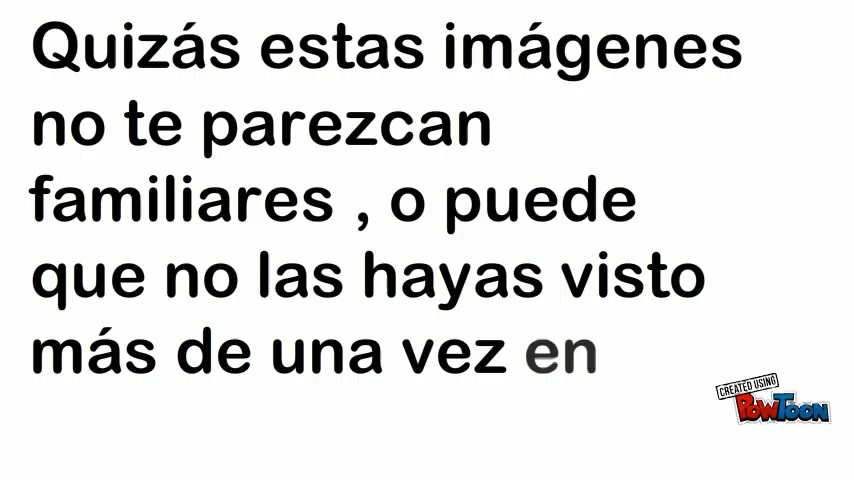 Quizás estas imágenes
no te parezcan
familiares , o puede
que no las hayas visto
más de una vez en
CREATED USING
POWTOON